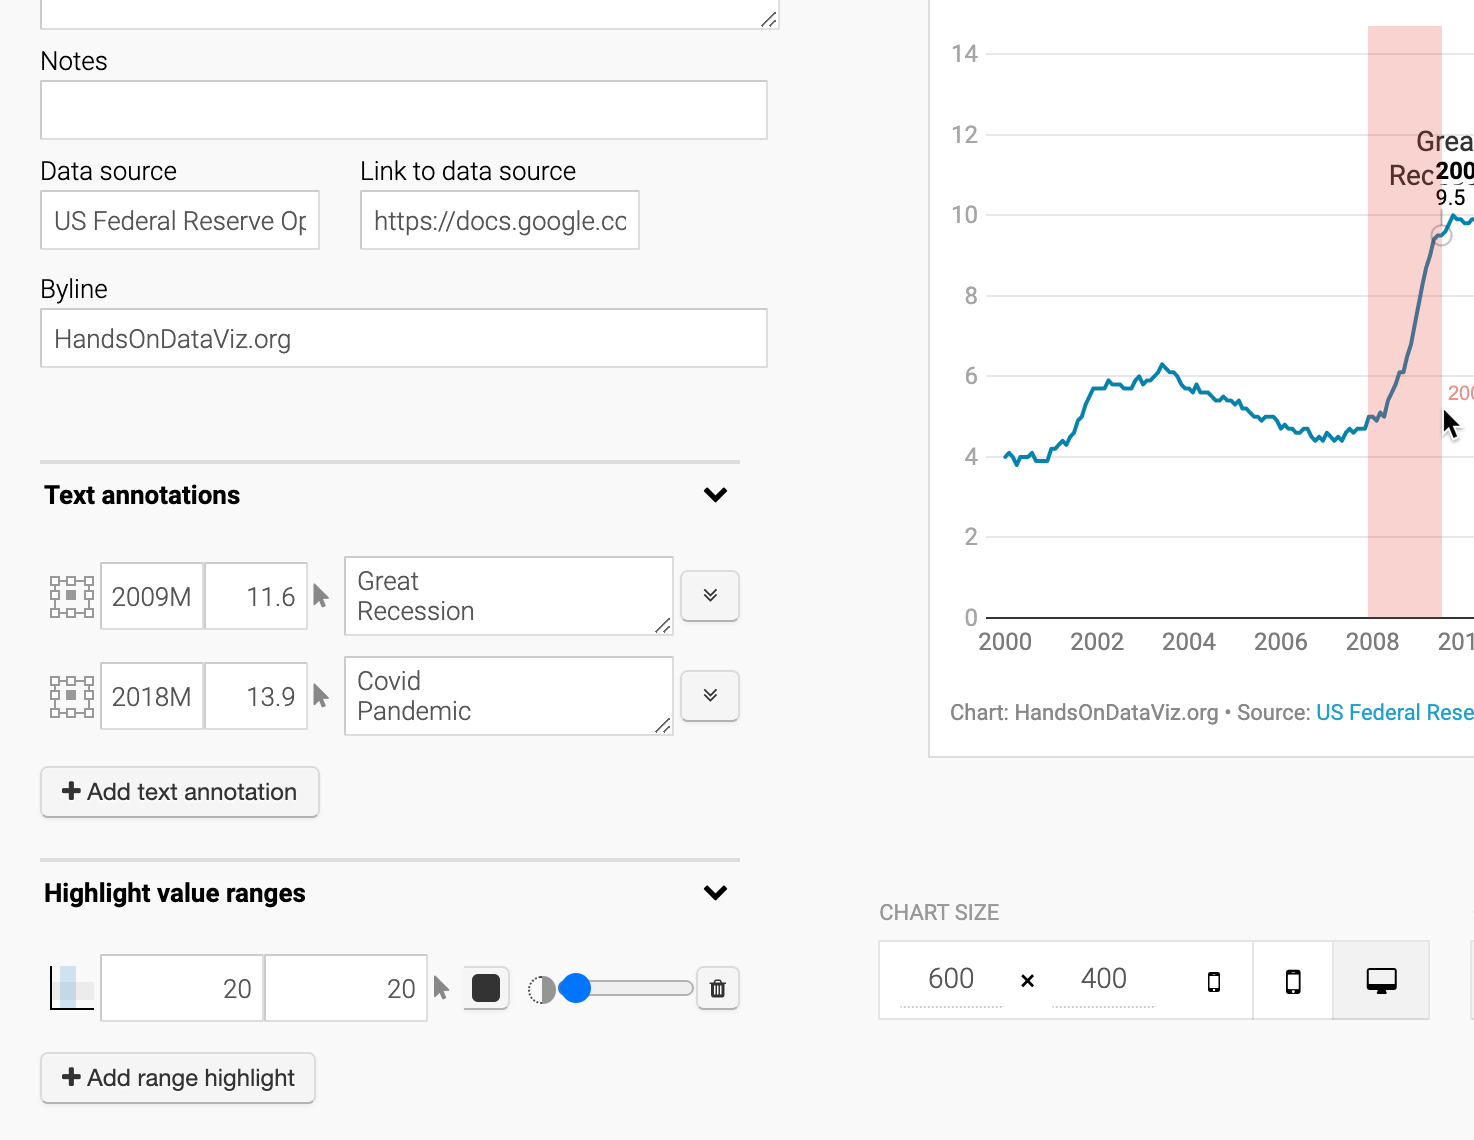 Notes
Data source
Link to data source
US Federal Reserve Op
https://docs.google.cc
Byline
HandsOnDataViz.org
Text annotations
2009M
11.6
Great
Recession
2018M
13.9
Covid
Pandemic
Add text annotation
Highlight value ranges
20
20
Add range highlight
14
12
10
8
6
4
2
0
Grea
Rec
200
9.5
200
2000 2002 2004 2006 2008 201
Chart: HandsOnDataViz.org • Source: US Federal Rese
CHART SIZE
600 × 400